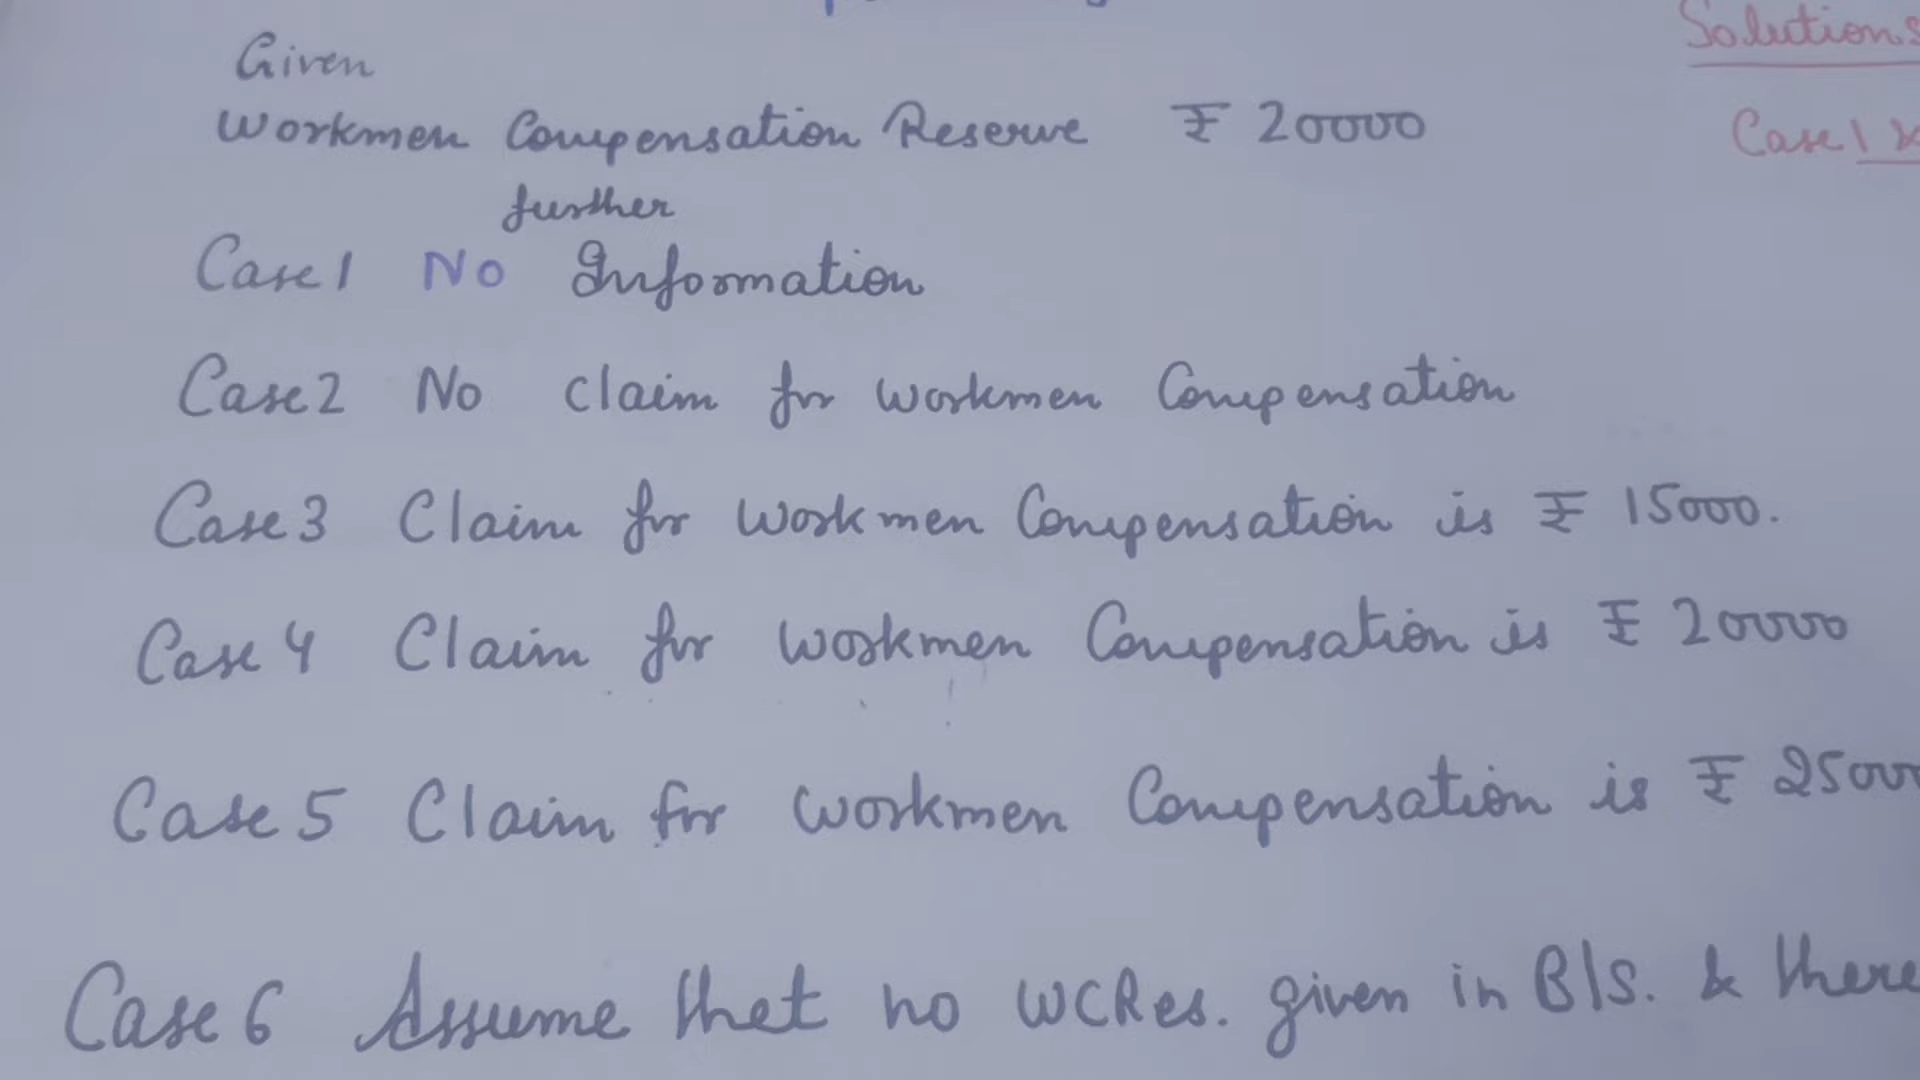 Given
Solutions
Workmen Compensation Reserve ₹ 20000
Case 1
further
Case 1 No Information
Case 2 No claim for workmen Compensation
Case 3 Claim for workmen Compensation is ₹ 15000.
Case 4 Claim for workmen Compensation is ₹ 20000
Case 5 Claim for workmen Compensation is ₹ 25000
Case 6 Assume that no WCRes. given in B/S. & there